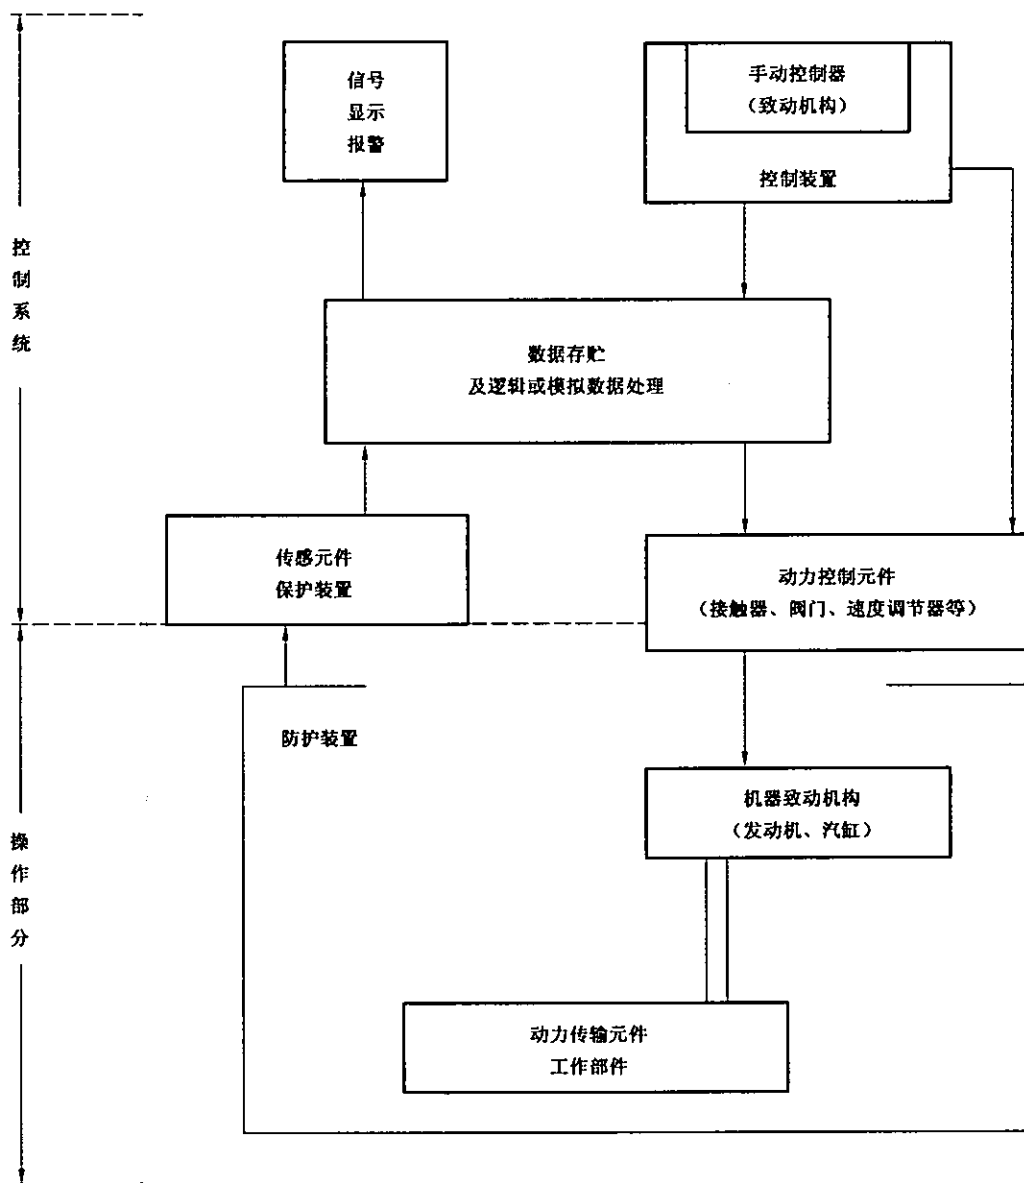 信号
显示
报警
手动控制器
（致动机构）
控制装置
控制系统
数据存贮
及逻辑或模拟数据处理
传感元件
保护装置
动力控制元件
（接触器、阀门、速度调节器等）
防护装置
机器致动机构
（发动机、汽缸）
操作部分
动力传输元件
工作部件